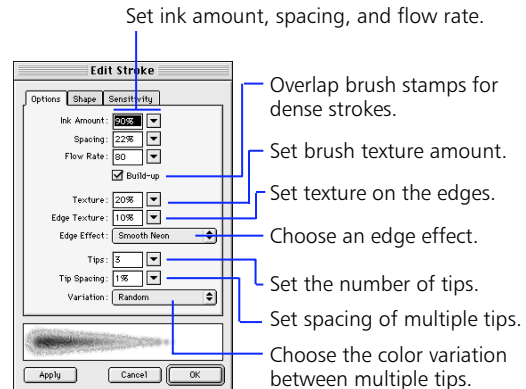 Set ink amount, spacing, and flow rate.
Edit Stroke
Options Shape Sensitivity
Ink Amount: 90%
Spacing: 22%
Flow Rate: 80
Build-up
Texture: 20%
Edge Texture: 10%
Edge Effect: Smooth Neon
Tips: 3
Tip Spacing: 1%
Variation: Random
Apply Cancel OK
Overlap brush stamps for
dense strokes.
Set brush texture amount.
Set texture on the edges.
Choose an edge effect.
Set the number of tips.
Set spacing of multiple tips.
Choose the color variation
between multiple tips.